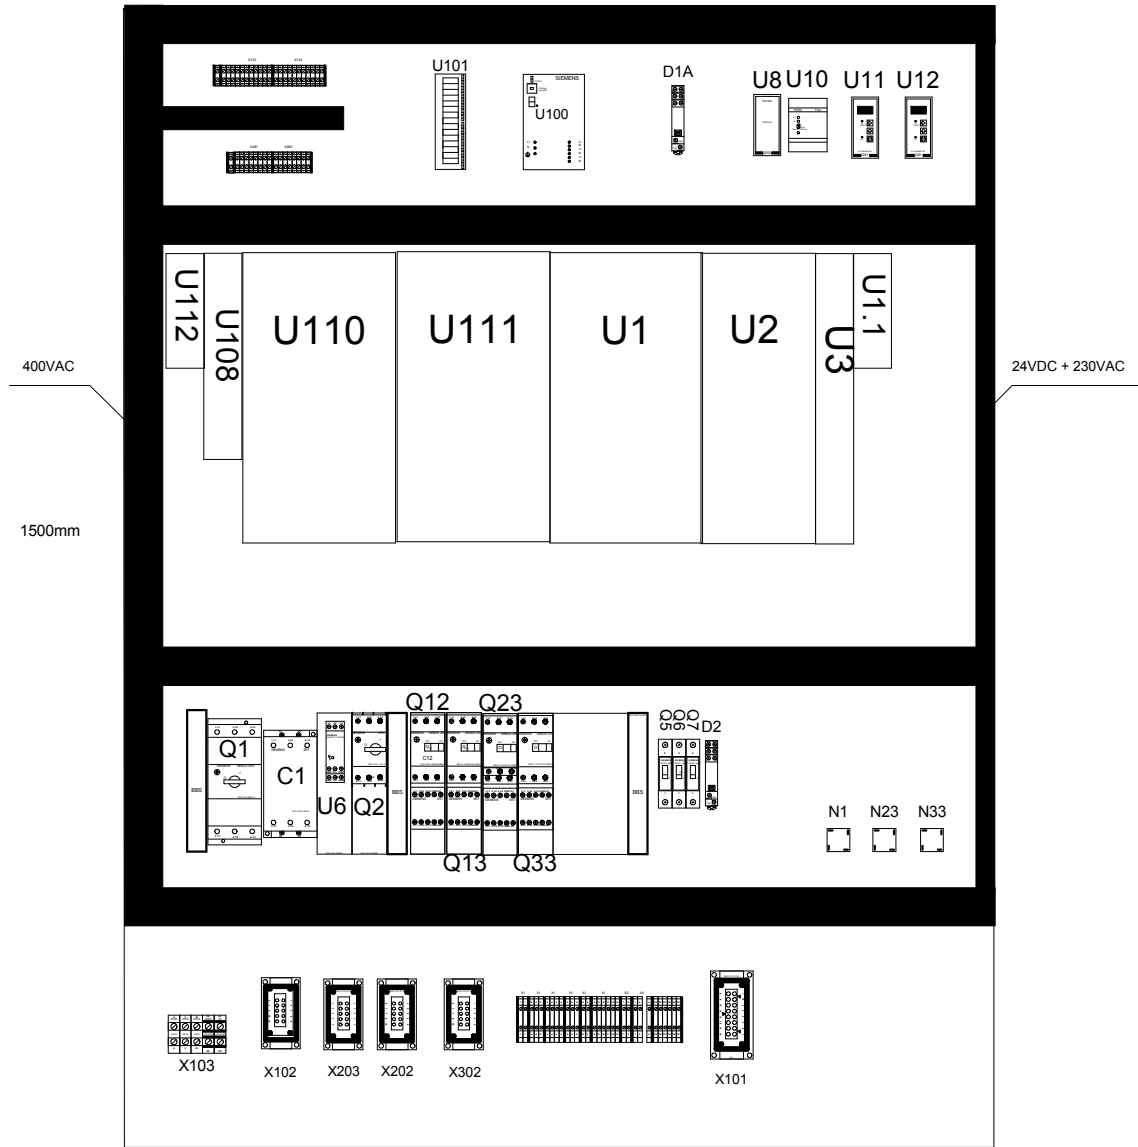 U101
SIEMENS
U100
D1A
U8
U10
U11
U12
U112
U108
U110
U111
U1
U2
U3
U1.1
400VAC
24VDC + 230VAC
1500mm
Q12
Q23
Q5
Q6
Q7
D2
Q1
C1
U6
Q2
BBS
BBS
BBS
C12
Q13
Q33
N1
N23
N33
X103
X102
X203
X202
X302
X101